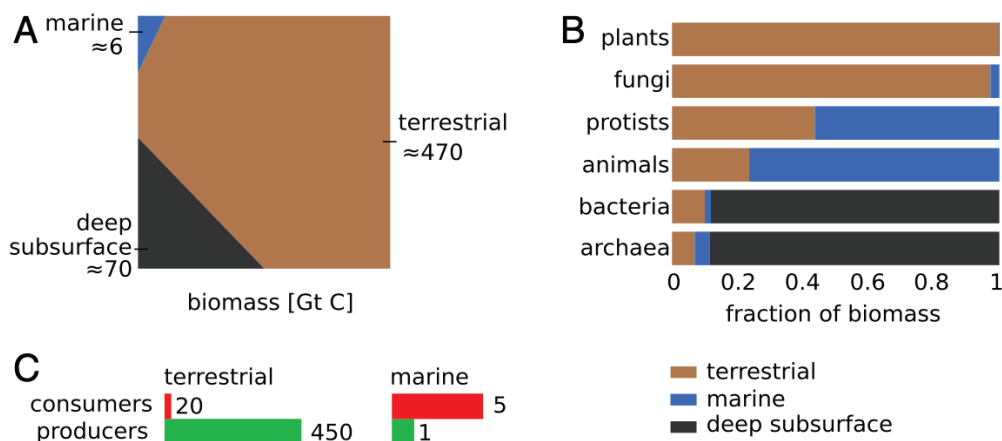 A
marine
≈6
terrestrial
≈470
deep
subsurface
≈70
biomass [Gt C]
B
plants
fungi
protists
animals
bacteria
archaea
0 0.2 0.4 0.6 0.8 1
fraction of biomass
terrestrial
marine
deep subsurface
C
terrestrial marine
consumers 20 5
producers 450 1